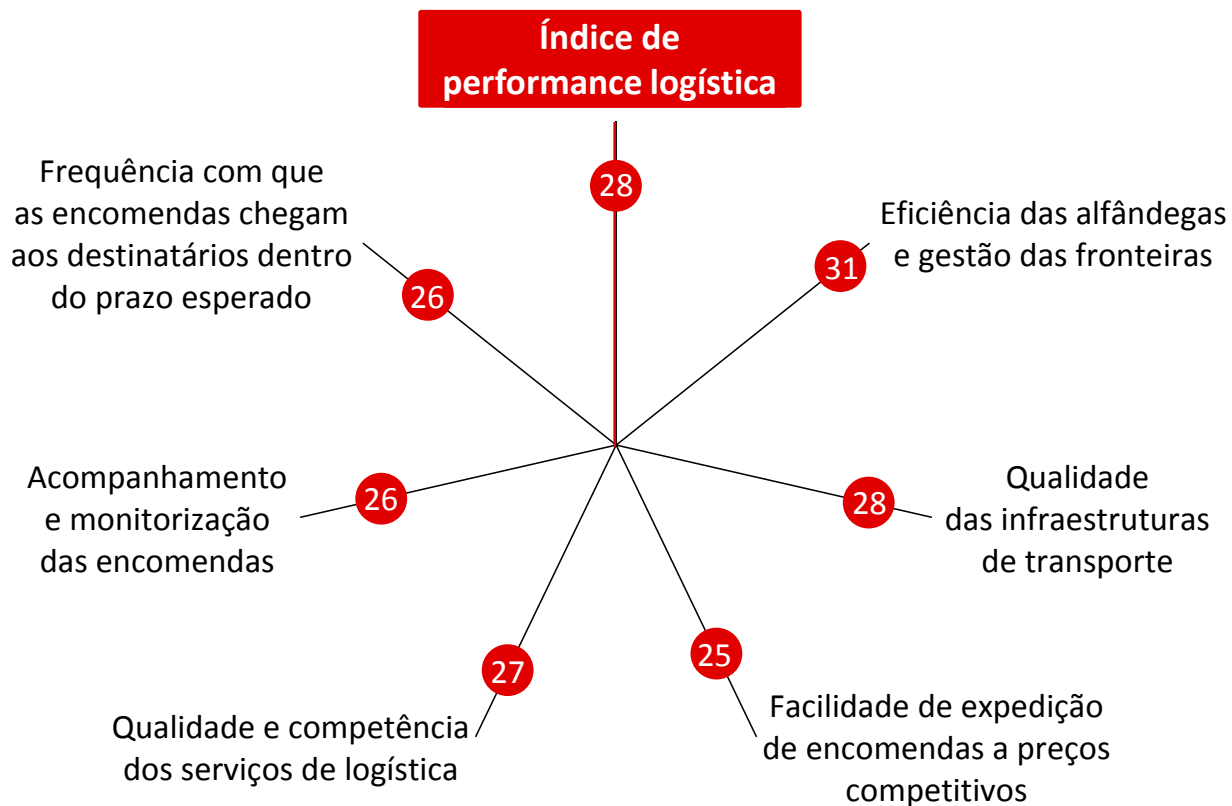 Índice de
performance logística
28
Frequência com que
as encomendas chegam
aos destinatários dentro
do prazo esperado
26
Eficiência das alfândegas
e gestão das fronteiras
31
Acompanhamento
e monitorização
das encomendas
26
Qualidade
das infraestruturas
de transporte
28
27
Qualidade e competência
dos serviços de logística
25
Facilidade de expedição
de encomendas a preços
competitivos